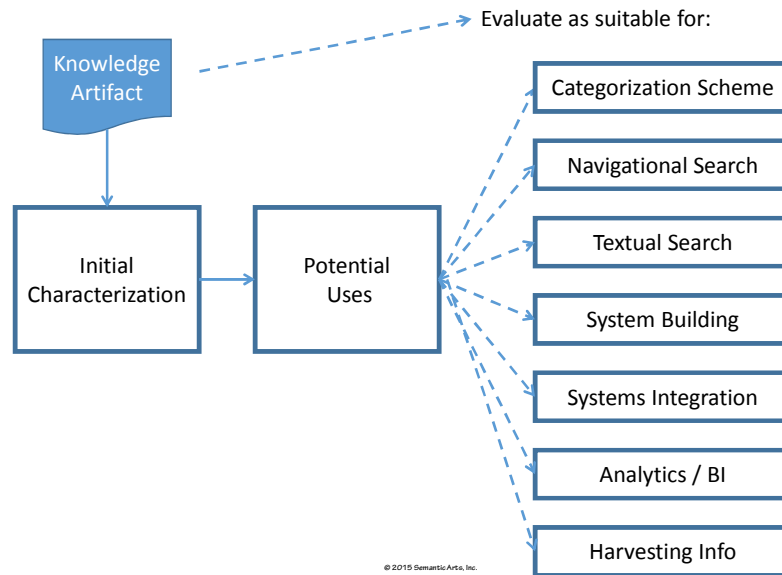 Evaluate as suitable for:
Knowledge
Artifact
Categorization Scheme
Navigational Search
Initial
Characterization
Potential
Uses
Textual Search
System Building
Systems Integration
Analytics / BI
Harvesting Info
© 2015 Semantic Arts, Inc.